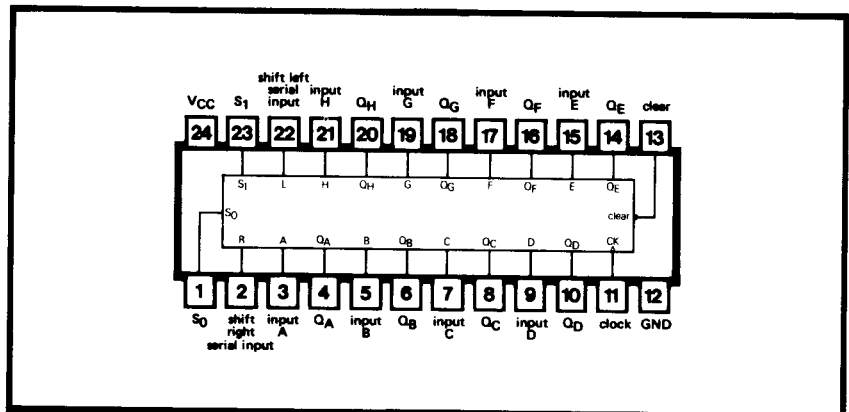 shift left
serial
input
input
H
input
G
input
F
input
E
VCC S1 QH QG QF QE clear
24 23 22 21 20 19 18 17 16 15 14 13
S1 L H QH G QG F QF E QE
S0 clear
R A QA B QB C QC D QD CK
1 2 3 4 5 6 7 8 9 10 11 12
S0 shift right serial input input A QA input B QB input C QC input D QD clock GND